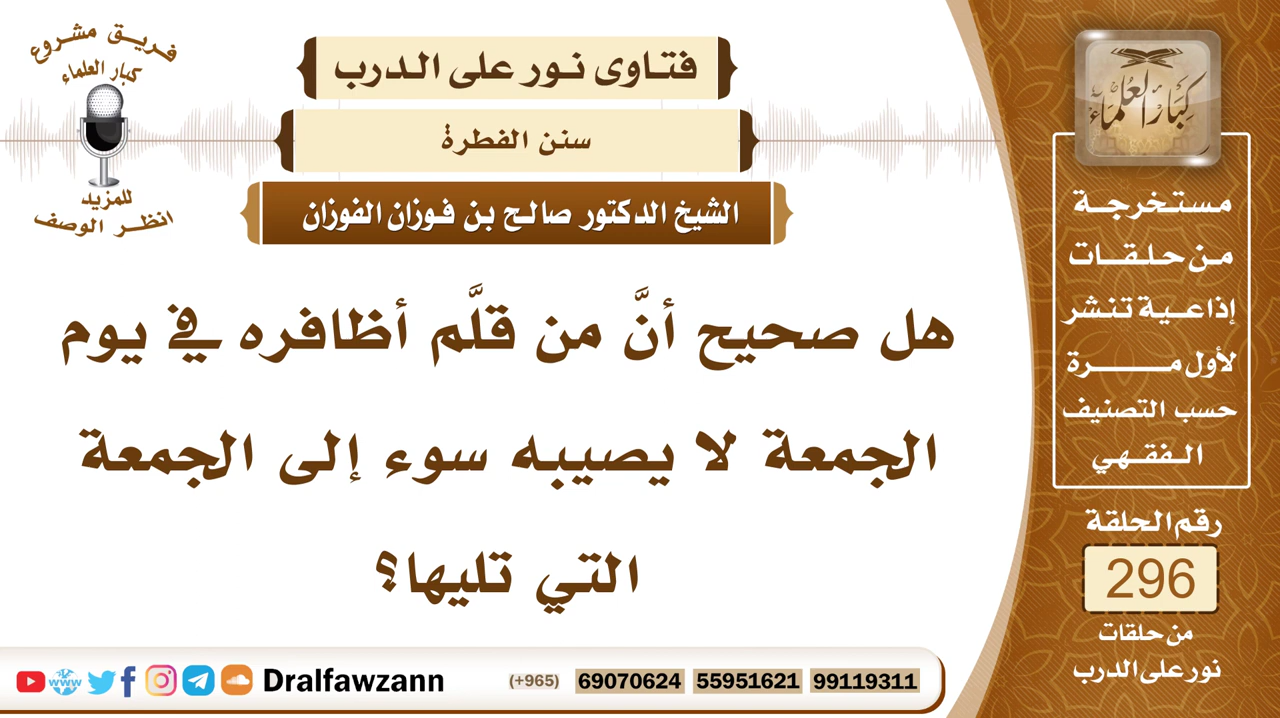 فريق مشروع
كبار العلماء
للمزيد
انظر الوصف
فتاوى نور على الدرب
سنن الفطرة
الشيخ الدكتور صالح بن فوزان الفوزان
هل صحيح أنَّ من قلَّم أظافره في يوم
الجمعة لا يصيبه سوء إلى الجمعة
التي تليها؟
كبار العلماء
مستخرجة
من حلقات
إذاعية تنشر
لأول مرة
حسب التصنيف
الفقهي
رقم الحلقة
296
من حلقات
نور على الدرب
www
Dralfawzann (+965) 69070624 55951621 99119311